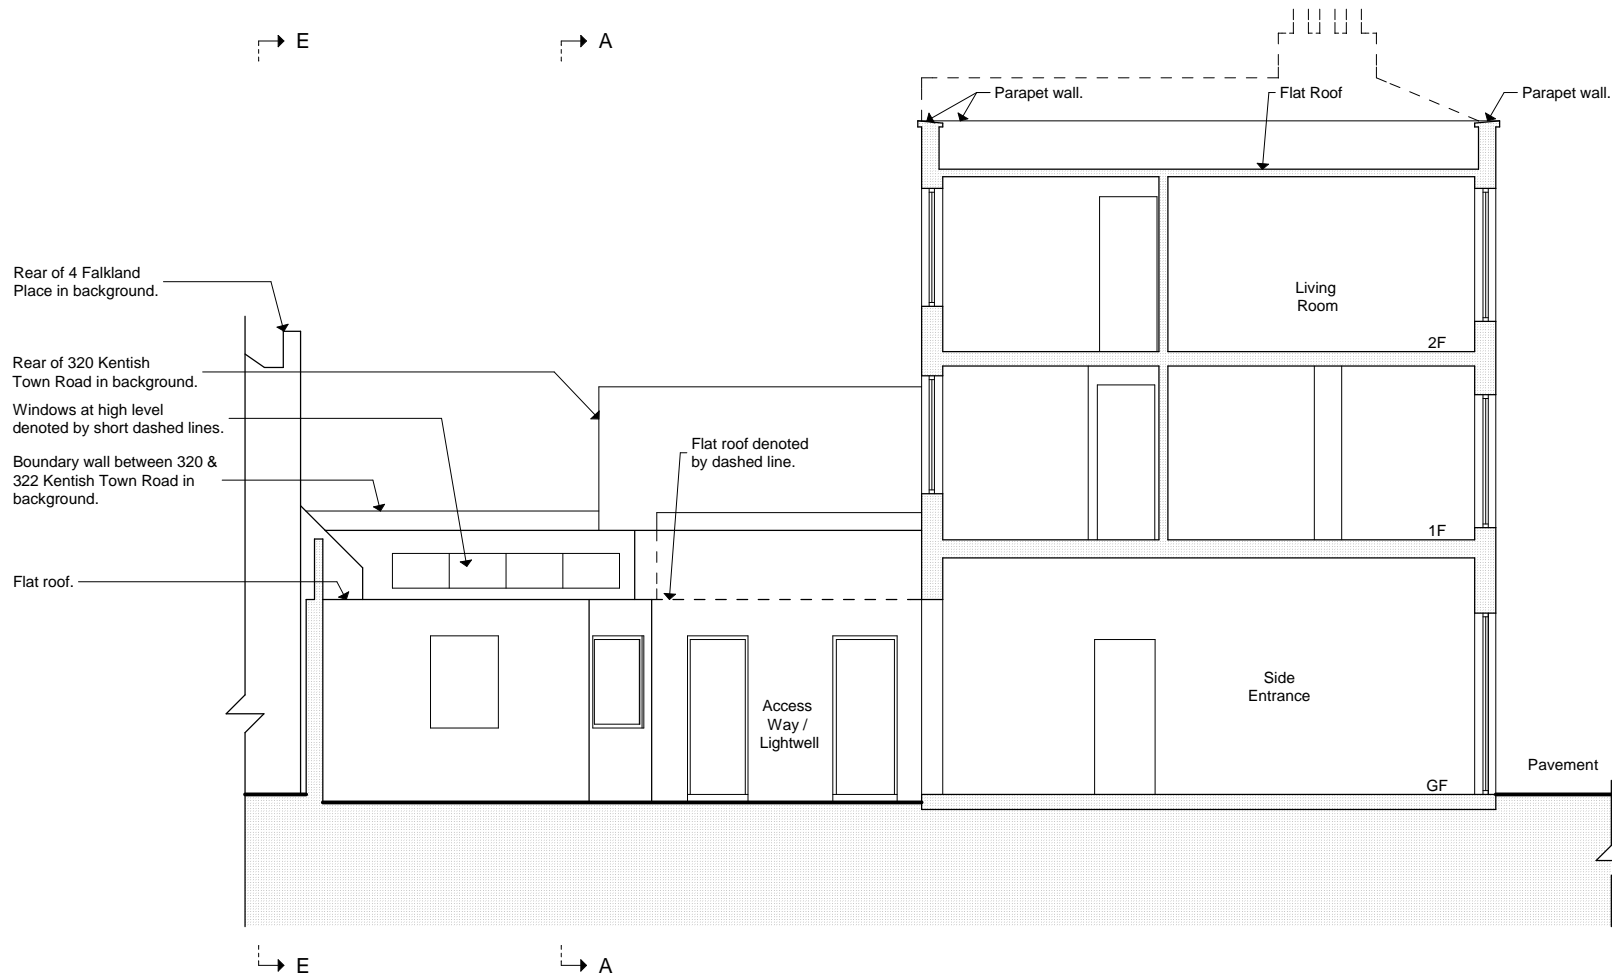 E
A
Parapet wall.
Flat Roof
Parapet wall.
Rear of 4 Falkland
Place in background.
Living
Room
2F
Rear of 320 Kentish
Town Road in background.
Windows at high level
denoted by short dashed lines.
Flat roof denoted
by dashed line.
Boundary wall between 320 &
322 Kentish Town Road in
background.
1F
Flat roof.
Side
Entrance
Access
Way /
Lightwell
Pavement
GF
E
A